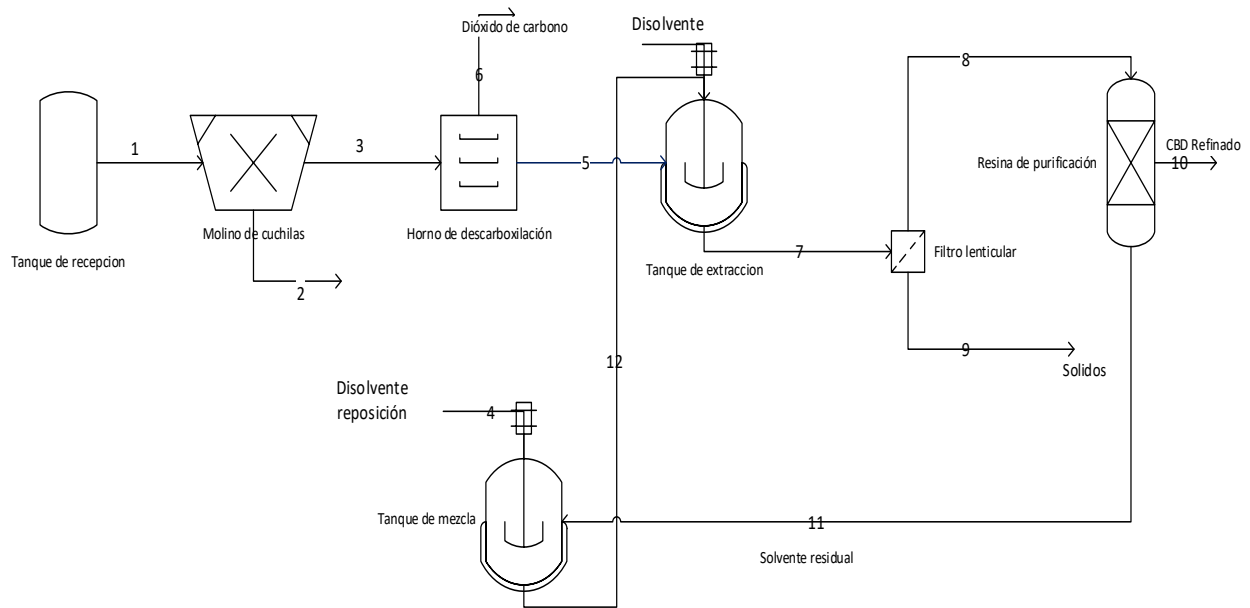 Dióxido de carbono
Disolvente
6
8
1
3
5
CBD Refinado
10
Resina de purificación
Molino de cuchilas
Horno de descarboxilación
Tanque de recepcion
2
Tanque de extraccion
7
Filtro lenticular
9
Solidos
12
Disolvente
reposición
4
Tanque de mezcla
11
Solvente residual